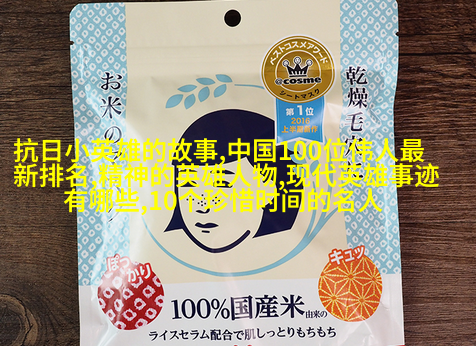 ベストコスメアワード
@cosme
シートマスク
第1位
2016
上半期新作
お米の
乾燥毛穴
抗日小英雄的故事,中国100位伟人最
新排名,精神的英雄人物,现代英雄事迹
有哪些,10个珍惜时间的名人
ぽっかり
キュッ
100%国産米由来の
ライスセラム配合で肌しっとりもちもち